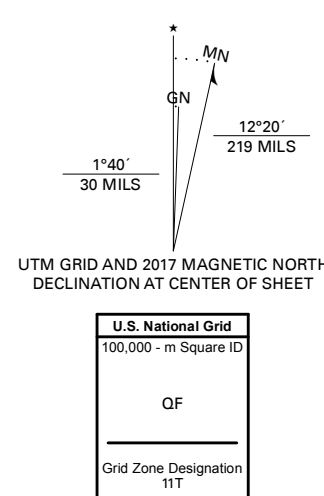 ★
MN
GN
12°20´
219 MILS
1°40´
30 MILS
UTM GRID AND 2017 MAGNETIC NORTH
DECLINATION AT CENTER OF SHEET
U.S. National Grid
100,000 - m Square ID
QF
Grid Zone Designation
11T